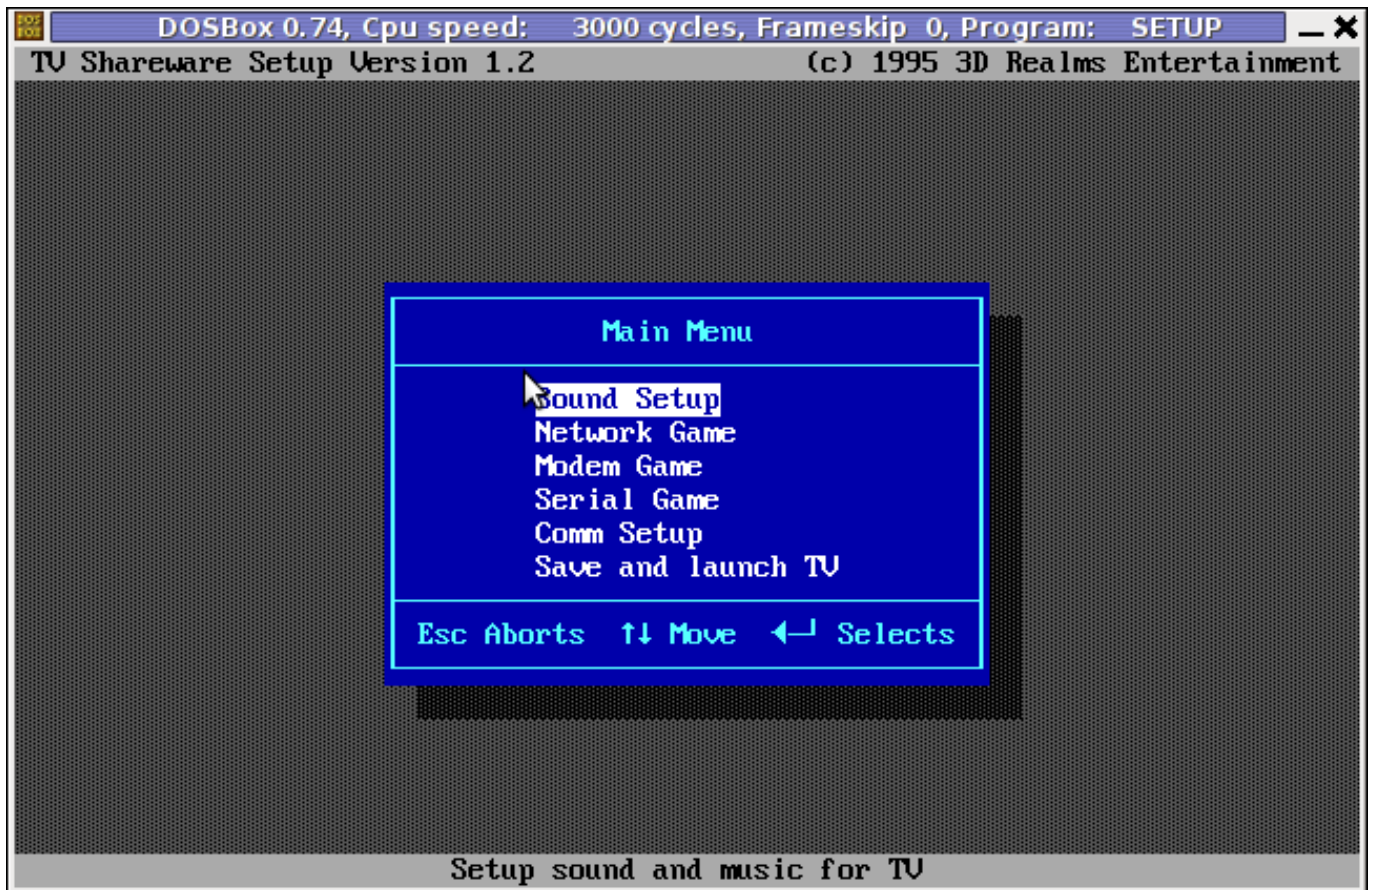 DOSBox 0.74, Cpu speed: 3000 cycles, Frameskip 0, Program: SETUP
TV Shareware Setup Version 1.2 (c) 1995 3D Realms Entertainment
Main Menu
Sound Setup
Network Game
Modem Game
Serial Game
Comm Setup
Save and launch TV
Esc Aborts ↑↓ Move ◄┘ Selects
Setup sound and music for TV